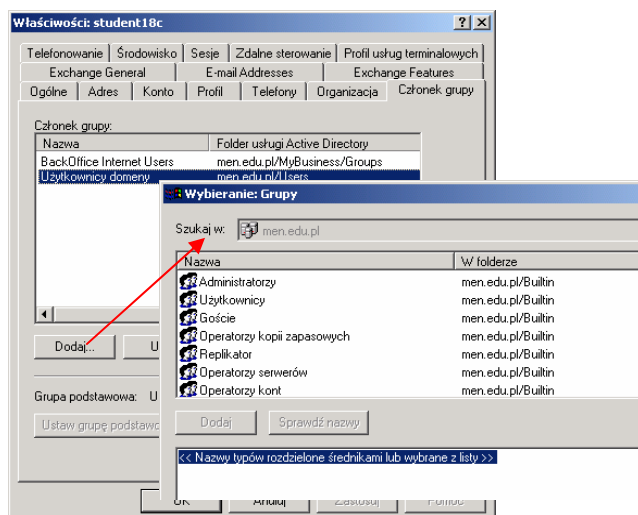 Właściwości: student18c
Telefonowanie Środowisko Sesje Zdalne sterowanie Profil usług terminalowych
Exchange General E-mail Addresses Exchange Features
Ogólne Adres Konto Profil Telefony Organizacja Członek grupy
Członek grupy:
Nazwa Folder usługi Active Directory
BackOffice Internet Users men.edu.pl/MyBusiness/Groups
Użytkownicy domeny men.edu.pl/Users
Wybieranie: Grupy
Szukaj w: men.edu.pl
Nazwa W folderze
Administratorzy men.edu.pl/Builtin
Użytkownicy men.edu.pl/Builtin
Goście men.edu.pl/Builtin
Operatorzy kopii zapasowych men.edu.pl/Builtin
Replikator men.edu.pl/Builtin
Operatorzy serwerów men.edu.pl/Builtin
Operatorzy kont men.edu.pl/Builtin
Dodaj... U
Grupa podstawowa: U
Ustaw grupę podstawo
Dodaj Sprawdź nazwy
<< Nazwy typów rozdzielone średnikami lub wybrane z listy >>
OK Anuluj Zastosuj Pomoc